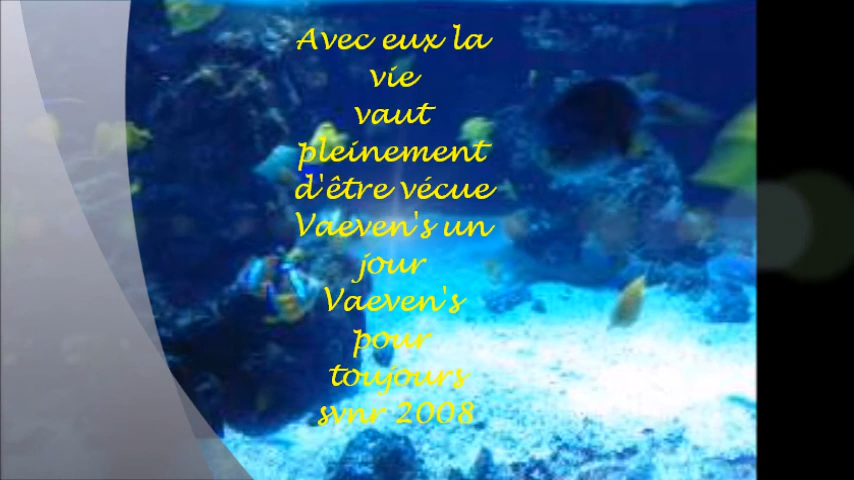 Avec eux la
vie
vaut
pleinement
d'être vécue
Vaeven's un
jour
Vaeven's
pour
toujours
svnr 2008